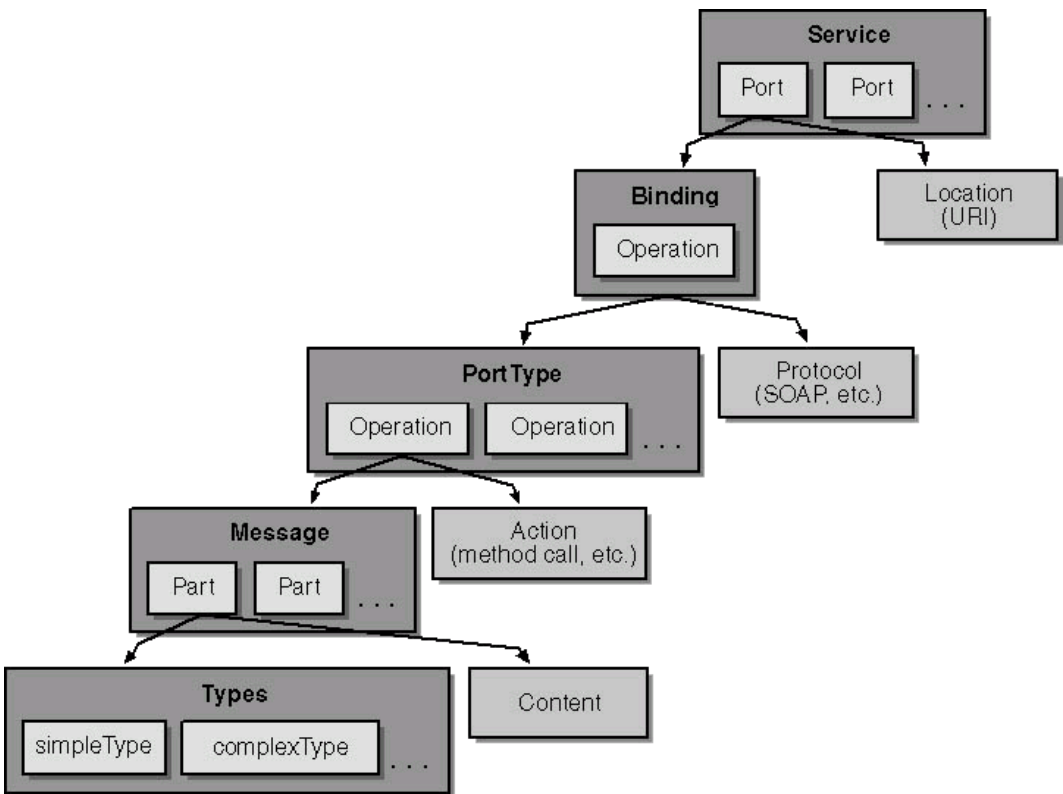 Service
Port Port . . .
Binding
Location
(URI)
Operation
PortType
Protocol
(SOAP, etc.)
Operation Operation . . .
Message
Action
(method call, etc.)
Part Part . . .
Types
Content
simpleType complexType . . .